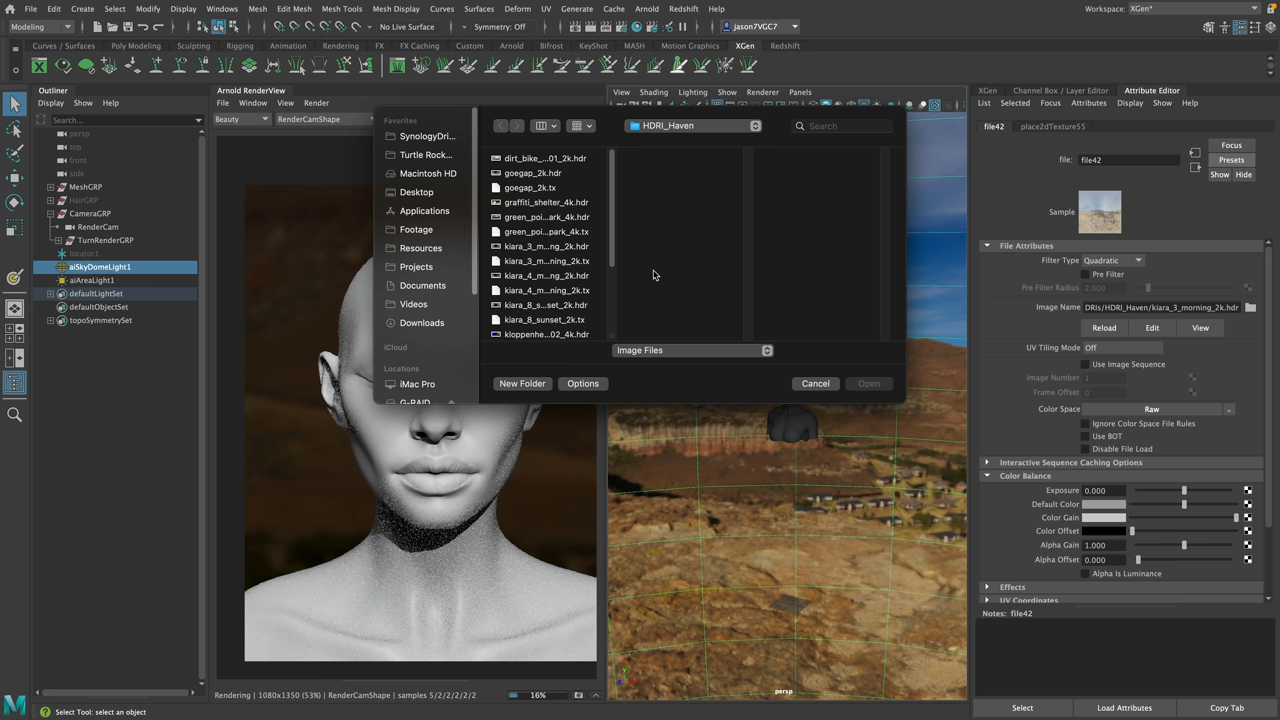 File Edit Create Select Modify Display Windows Mesh Edit Mesh Mesh Tools Mesh Display Curves Surfaces Deform UV Generate Cache Arnold Redshift Help
Workspace: XGen*
Modeling
No Live Surface
Symmetry: Off
jason7VGC7
Curves / Surfaces Poly Modeling Sculpting Rigging Animation Rendering FX FX Caching Custom Arnold Bifrost KeyShot MASH Motion Graphics XGen Redshift
Outliner
Display Show Help
Search...
persp
top
front
side
MeshGRP
HairGRP
CameraGRP
RenderCam
TurnRenderGRP
locator1
aiSkyDomeLight1
aiAreaLight1
defaultLightSet
defaultObjectSet
topoSymmetrySet
Arnold RenderView
File Window View Render
Beauty
RenderCamShape
Rendering | 1080x1350 (53%) | RenderCamShape | samples 5/2/2/2/2/2
16%
View Shading Lighting Show Renderer Panels
Favorites
SynologyDri...
Turtle Rock...
Macintosh HD
Desktop
Applications
Footage
Resources
Projects
Documents
Videos
Downloads
iCloud
Locations
iMac Pro
G-RAID
HDRI_Haven
Search
dirt_bike_...01_2k.hdr
goegap_2k.hdr
goegap_2k.tx
graffiti_shelter_4k.hdr
green_poi...ark_4k.hdr
green_poi...park_4k.tx
kiara_3_m...ng_2k.hdr
kiara_3_m...ning_2k.tx
kiara_4_m...ng_2k.hdr
kiara_4_m...ning_2k.tx
kiara_8_s...set_2k.hdr
kiara_8_sunset_2k.tx
kloppenhe...02_4k.hdr
Image Files
New Folder
Options
Cancel
Open
persp
XGen Channel Box / Layer Editor Attribute Editor
List Selected Focus Attributes Display Show Help
file42 place2dTexture55
file: file42
Focus
Presets
Show Hide
Sample
File Attributes
Filter Type Quadratic
Pre Filter
Pre Filter Radius 2.000
Image Name DRIs/HDRI_Haven/kiara_3_morning_2k.hdr
Reload Edit View
UV Tiling Mode Off
Use Image Sequence
Image Number 1
Frame Offset 0
Color Space Raw
Ignore Color Space File Rules
Use BOT
Disable File Load
Interactive Sequence Caching Options
Color Balance
Exposure 0.000
Default Color
Color Gain
Color Offset
Alpha Gain 1.000
Alpha Offset 0.000
Alpha Is Luminance
Effects
UV Coordinates
Notes: file42
Select Load Attributes Copy Tab
Select Tool: select an object